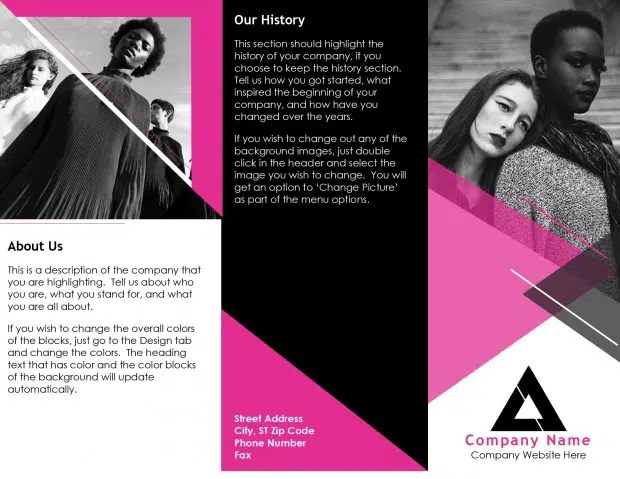 About Us
This is a description of the company that
you are highlighting.  Tell us about who
you are, what you stand for, and what
you are all about.
If you wish to change the overall colors
of the blocks, just go to the Design tab
and change the colors.  The heading
text that has color and the color blocks
of the background will update
automatically.
Our History
This section should highlight the
history of your company, if you
choose to keep the history section.
Tell us how you got started, what
inspired the beginning of your
company, and how have you
changed over the years.
If you wish to change out any of the
background images, just double
click in the header and select the
image you wish to change.  You will
get an option to ‘Change Picture’
as part of the menu options.
Street Address
City, ST Zip Code
Phone Number
Fax
Company Name
Company Website Here